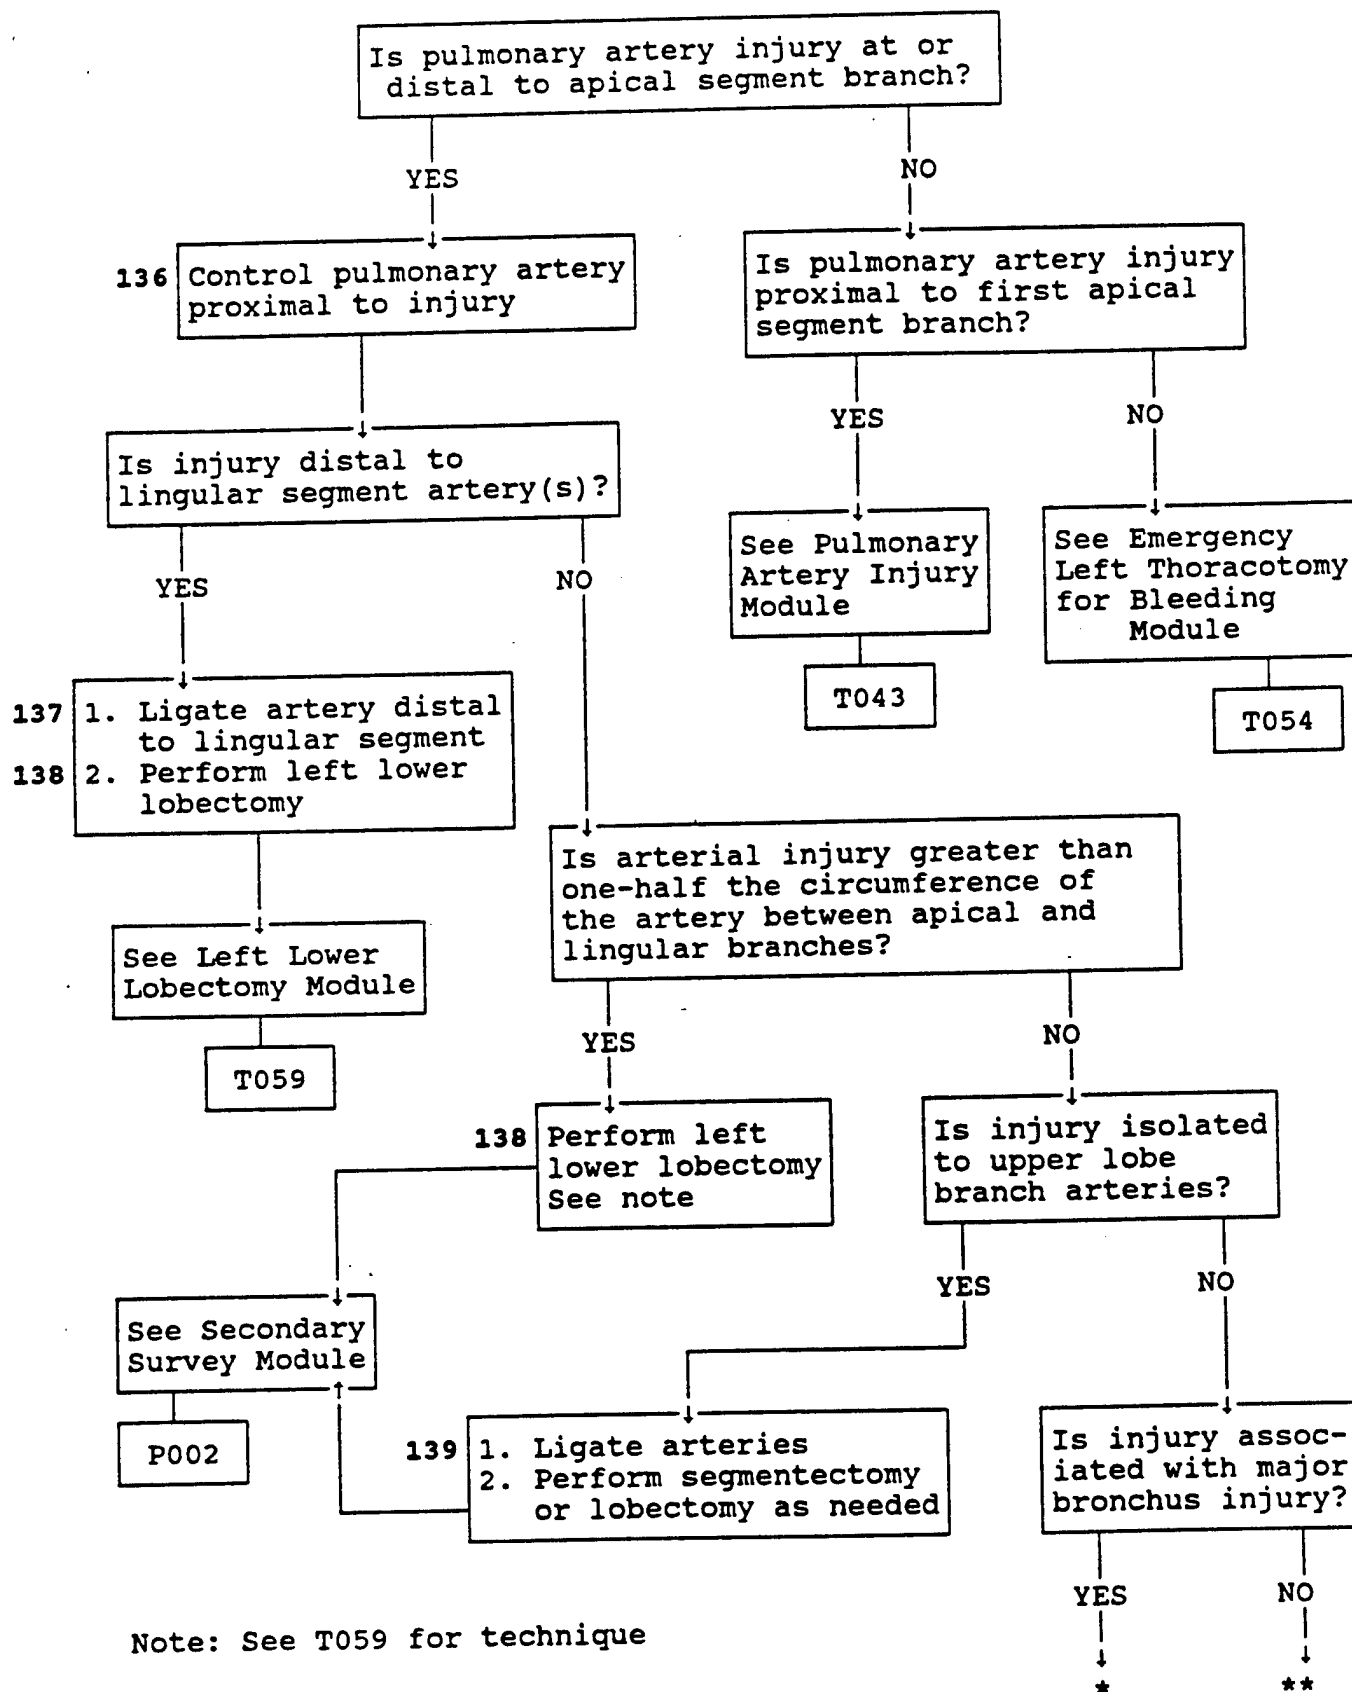 Is pulmonary artery injury at or
distal to apical segment branch?
YES
NO
136
Control pulmonary artery
proximal to injury
Is pulmonary artery injury
proximal to first apical
segment branch?
YES
NO
Is injury distal to
lingular segment artery(s)?
YES
NO
See Pulmonary
Artery Injury
Module
T043
See Emergency
Left Thoracotomy
for Bleeding
Module
T054
137 1. Ligate artery distal
to lingular segment
138 2. Perform left lower
lobectomy
See Left Lower
Lobectomy Module
T059
Is arterial injury greater than
one-half the circumference of
the artery between apical and
lingular branches?
YES
NO
138 Perform left
lower lobectomy
See note
Is injury isolated
to upper lobe
branch arteries?
YES
NO
See Secondary
Survey Module
P002
139 1. Ligate arteries
2. Perform segmentectomy
or lobectomy as needed
Is injury assoc-
iated with major
bronchus injury?
YES
NO
*
**
Note: See T059 for technique